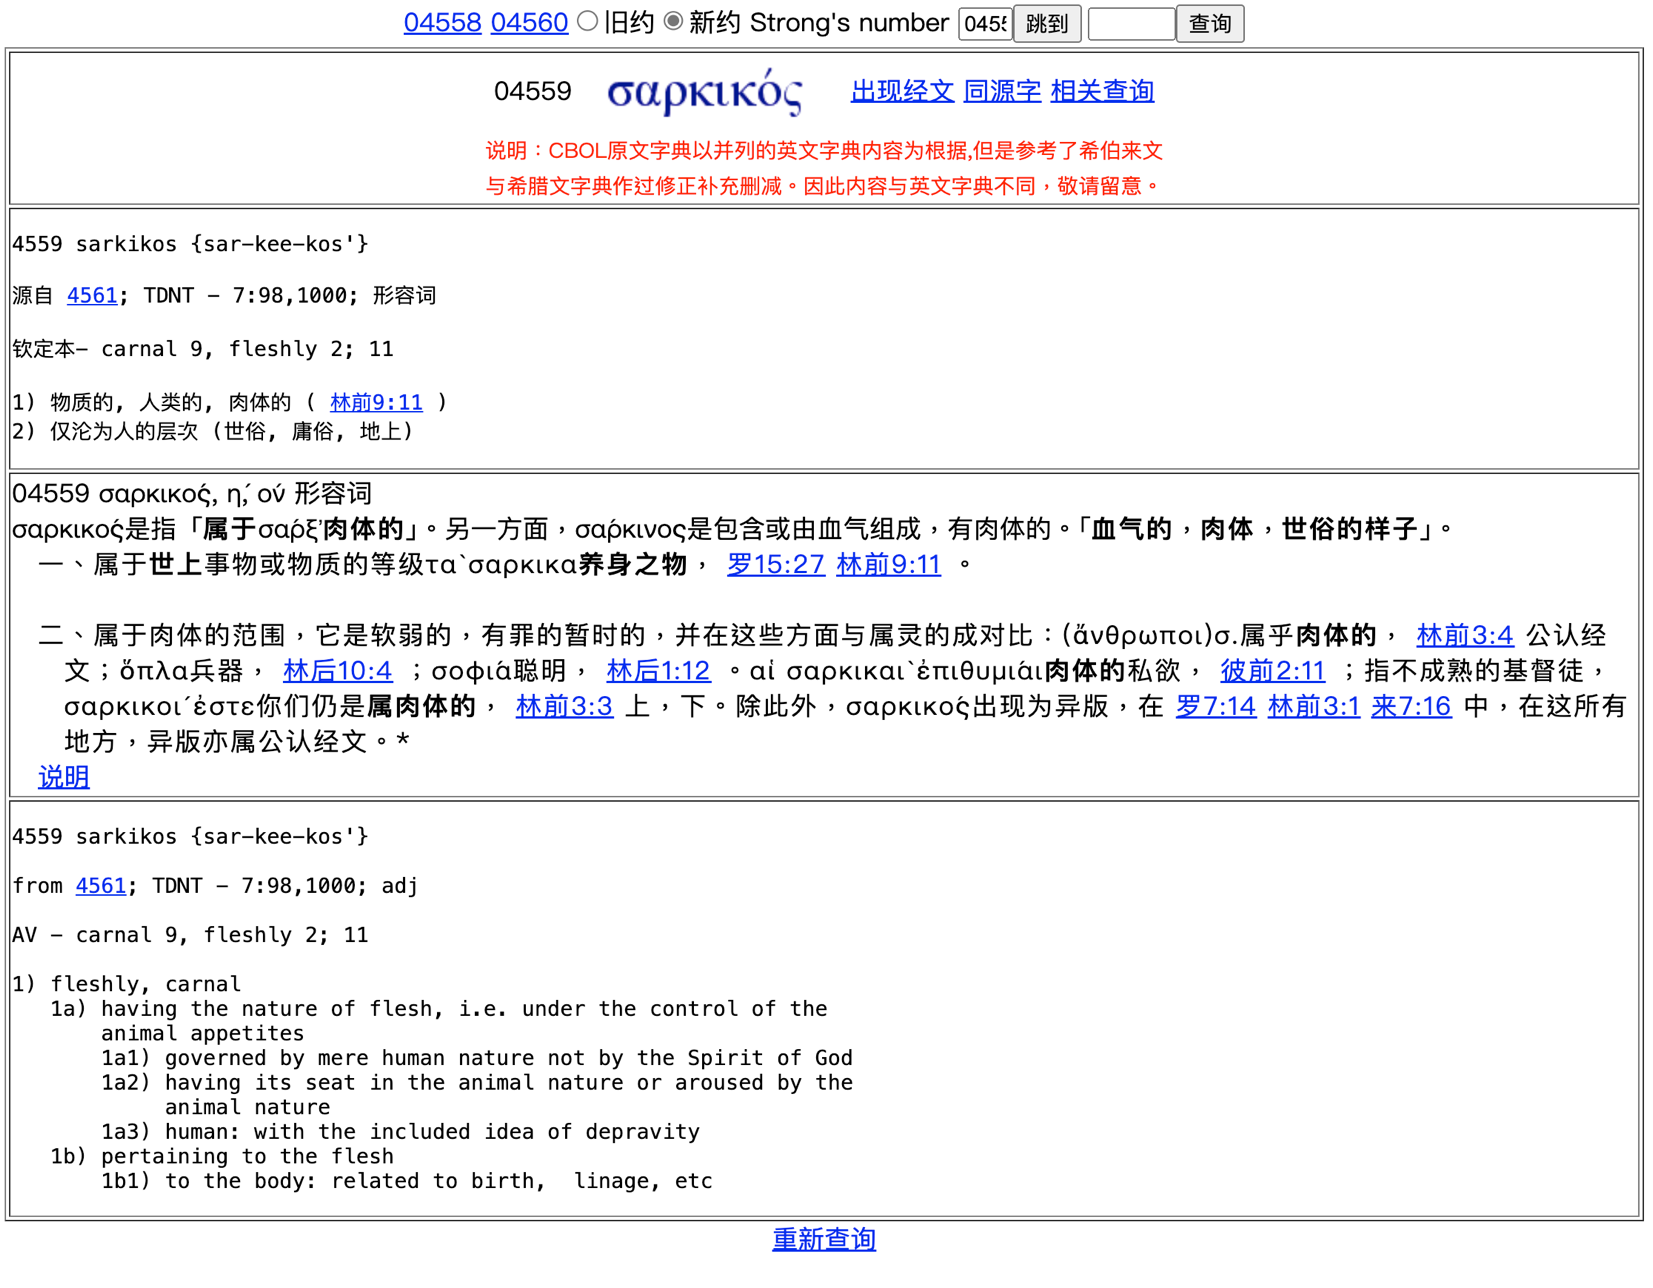 04558 04560 旧约 新约 Strong's number 0455 跳到 查询
04559 σαρκικός 出现经文 同源字 相关查询
说明：CBOL原文字典以并列的英文字典内容为根据,但是参考了希伯来文
与希腊文字典作过修正补充删减。因此内容与英文字典不同，敬请留意。
4559 sarkikos {sar-kee-kos'}
源自 4561; TDNT - 7:98,1000; 形容词
钦定本- carnal 9, fleshly 2; 11
1) 物质的, 人类的, 肉体的 ( 林前9:11 )
2) 仅沦为人的层次 (世俗, 庸俗, 地上)
04559 σαρκικоς́, η,́ ον́ 形容词
σαρκικоς́是指「属于σαρ́ξ᾿肉体的」。另一方面，σαρ́κινος是包含或由血气组成，有肉体的。「血气的，肉体，世俗的样子」。
一、属于世上事物或物质的等级τα`σαρκικα养身之物， 罗15:27 林前9:11 。
二、属于肉体的范围，它是软弱的，有罪的暂时的，并在这些方面与属灵的成对比：(ἄνθρωποι)σ.属乎肉体的， 林前3:4 公认经
文；ὅπλα兵器， 林后10:4 ；σοφιά聪明， 林后1:12 。αἱ σαρκικαι`ἐπιθυμιάι肉体的私欲， 彼前2:11 ；指不成熟的基督徒，
σαρκικοι´ἐστε你们仍是属肉体的， 林前3:3 上，下。除此外，σαρκικоς́出现为异版，在 罗7:14 林前3:1 来7:16 中，在这所有
地方，异版亦属公认经文。*
说明
4559 sarkikos {sar-kee-kos'}
from 4561; TDNT - 7:98,1000; adj
AV - carnal 9, fleshly 2; 11
1) fleshly, carnal
1a) having the nature of flesh, i.e. under the control of the
animal appetites
1a1) governed by mere human nature not by the Spirit of God
1a2) having its seat in the animal nature or aroused by the
animal nature
1a3) human: with the included idea of depravity
1b) pertaining to the flesh
1b1) to the body: related to birth,  linage, etc
重新查询